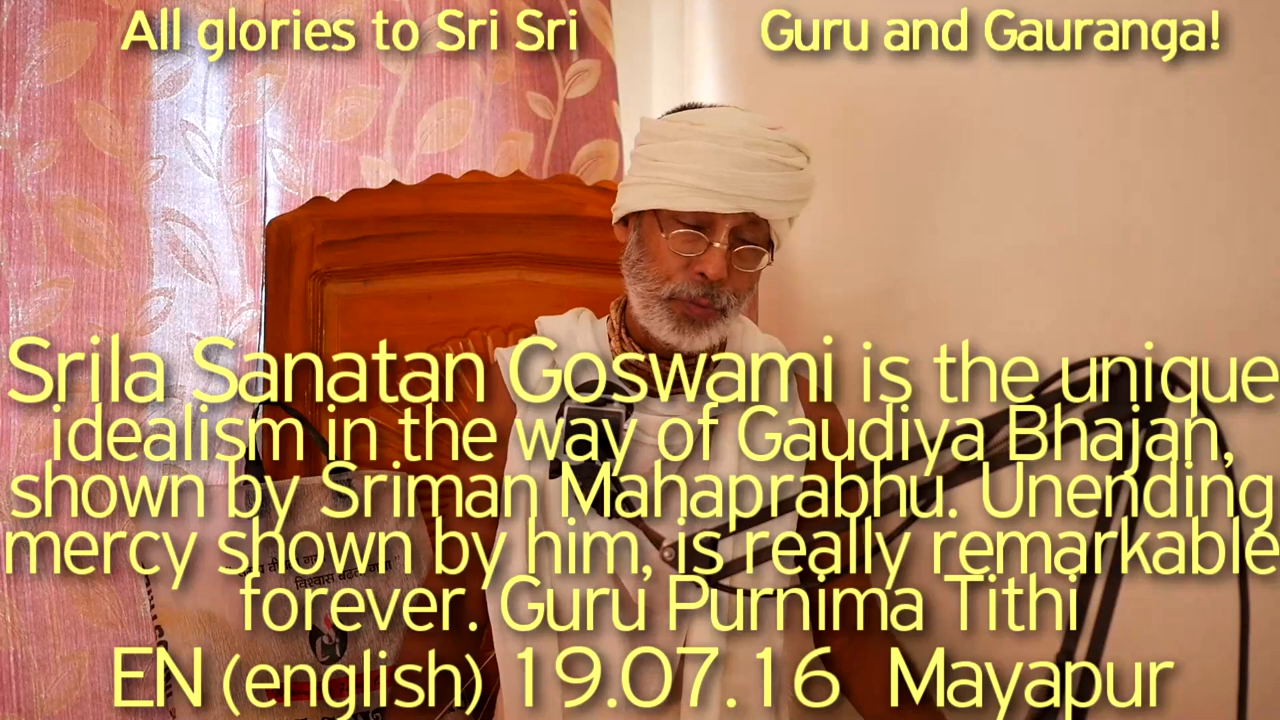 All glories to Sri Sri Guru and Gauranga!
Srila Sanatan Goswami is the unique
idealism in the way of Gaudiya Bhajan,
shown by Sriman Mahaprabhu. Unending
mercy shown by him, is really remarkable
forever. Guru Purnima Tithi
EN (english) 19.07.16 Mayapur
विश्वास